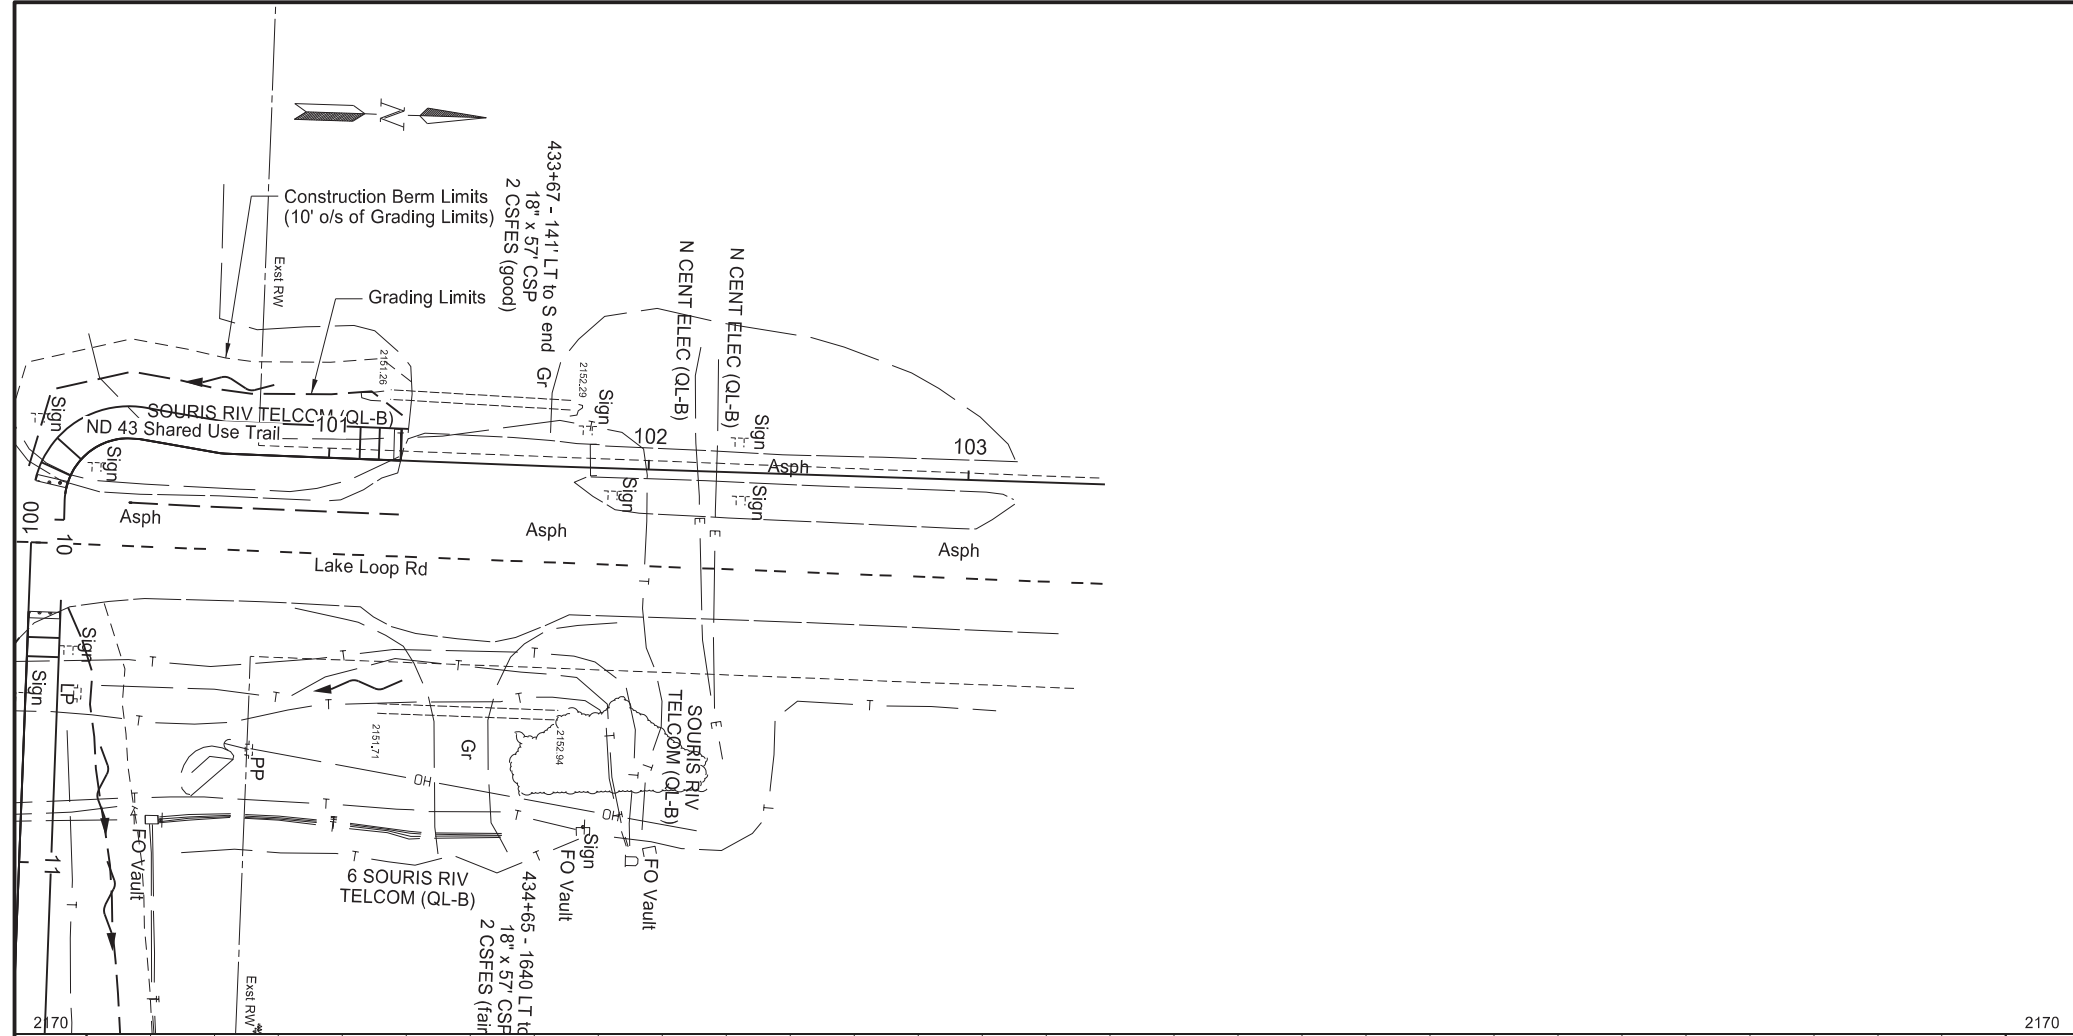 N
Construction Berm Limits
(10' o/s of Grading Limits)
Exst RW
Grading Limits
433+67 - 141' LT to S end
18" x 57' CSP
2 CSFES (good)
Gr
N CENT ELEC (QL-B)
N CENT ELEC (QL-B)
2151.26
2152.29
Sign
Sign
SOURIS RIV TELCOM (QL-B)
ND 43 Shared Use Trail
101
102
103
Sign
Asph
Sign
Sign
Sign
100
10
Asph
Asph
Asph
E
E
Lake Loop Rd
T
Sign
Sign
LP
T
T
T
T
T
T
T
T
T
SOURIS RIV
TELCOM (QL-B)
E
2151.71
2152.94
Gr
PP
OH
OH
T
T
T
T
T
T
T
T
FO Vault
Sign
FO Vault
FO Vault
11
T
T
T
6 SOURIS RIV
TELCOM (QL-B)
434+65 - 1640 LT to
18" x 57' CSP
2 CSFES (fair
Exst RW
T
2170
2170